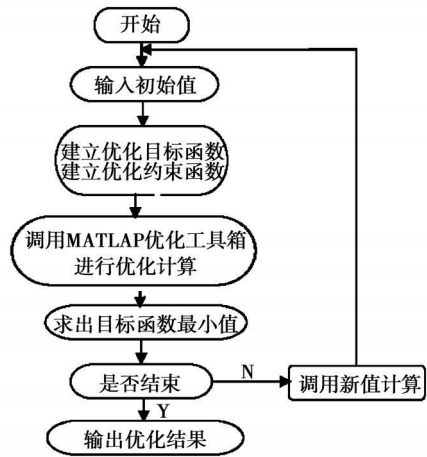 开始
输入初始值
建立优化目标函数
建立优化约束函数
调用MATLAP优化工具箱
进行优化计算
求出目标函数最小值
是否结束
N
调用新值计算
Y
输出优化结果